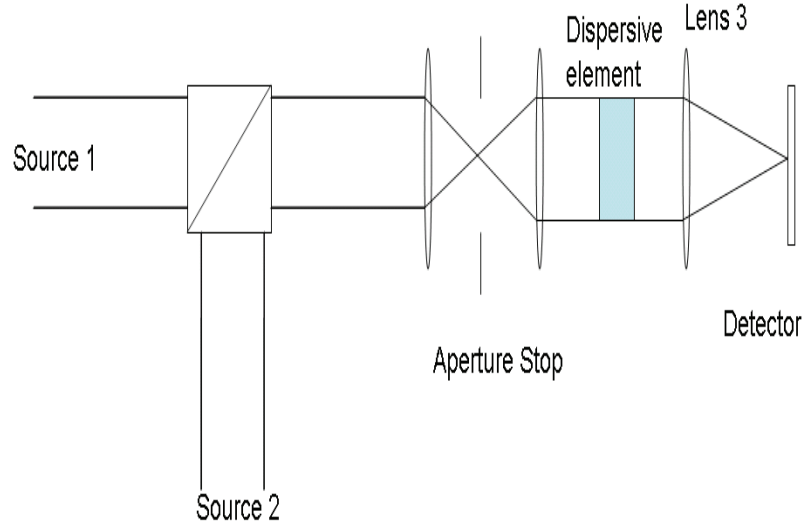 Lens 3
Dispersive
element
Source 1
Detector
Aperture Stop
Source 2